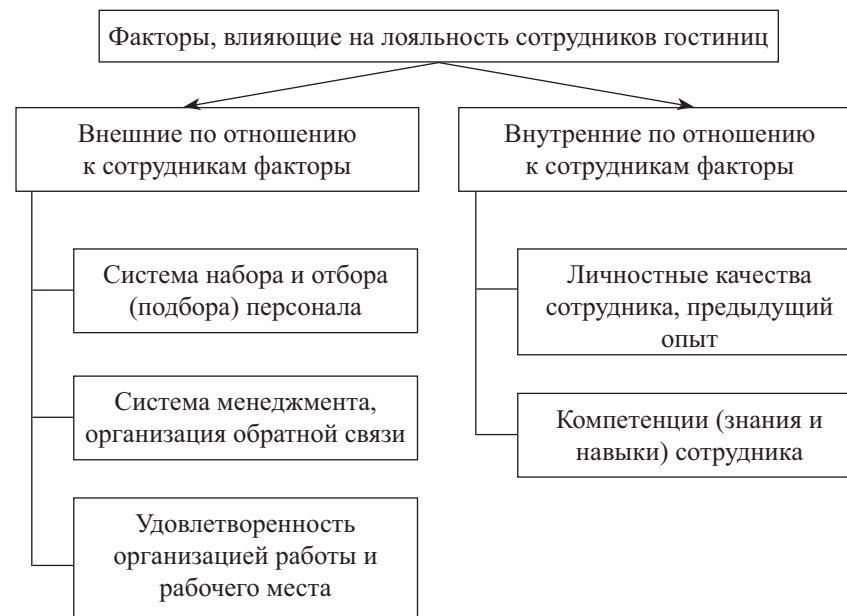 Факторы, влияющие на лояльность сотрудников гостиниц
Внешние по отношению
к сотрудникам факторы
Система набора и отбора
(подбора) персонала
Система менеджмента,
организация обратной связи
Удовлетворенность
организацией работы и
рабочего места
Внутренние по отношению
к сотрудникам факторы
Личностные качества
сотрудника, предыдущий
опыт
Компетенции (знания и
навыки) сотрудника